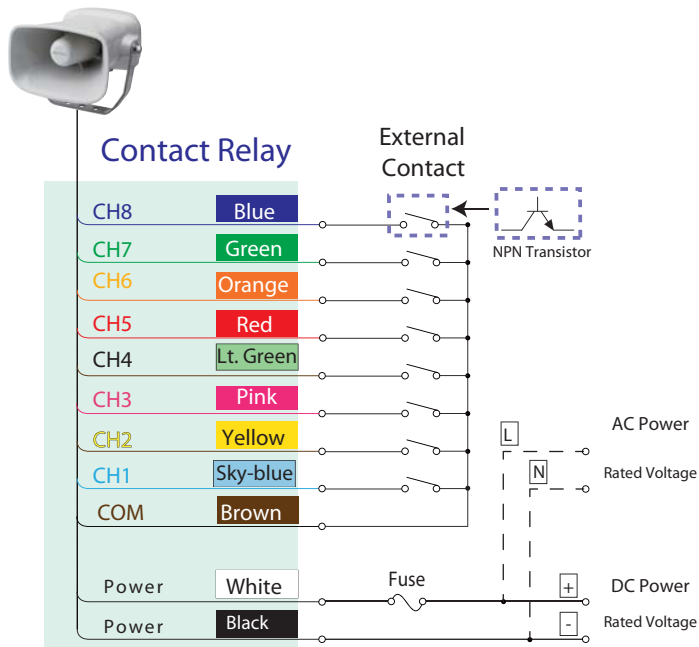 Contact Relay
External
Contact
NPN Transistor
CH8 Blue
CH7 Green
CH6 Orange
CH5 Red
CH4 Lt. Green
CH3 Pink
CH2 Yellow
CH1 Sky-blue
COM Brown
L AC Power
N Rated Voltage
Power White Fuse + DC Power
Power Black - Rated Voltage